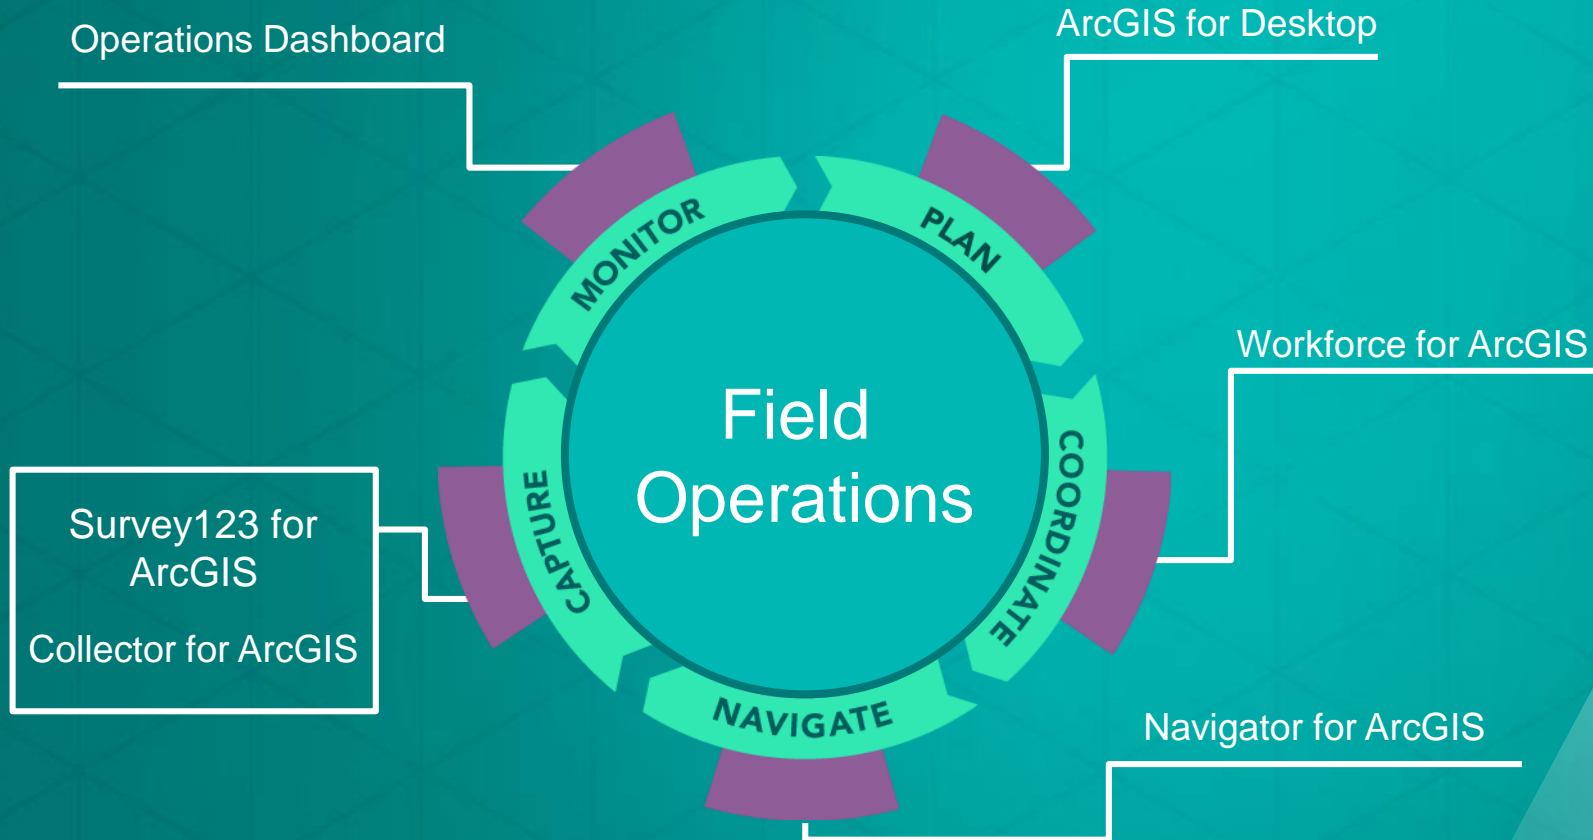 Operations Dashboard
ArcGIS for Desktop
MONITOR
PLAN
Workforce for ArcGIS
Field
Operations
COORDINATE
CAPTURE
Survey123 for
ArcGIS
Collector for ArcGIS
NAVIGATE
Navigator for ArcGIS